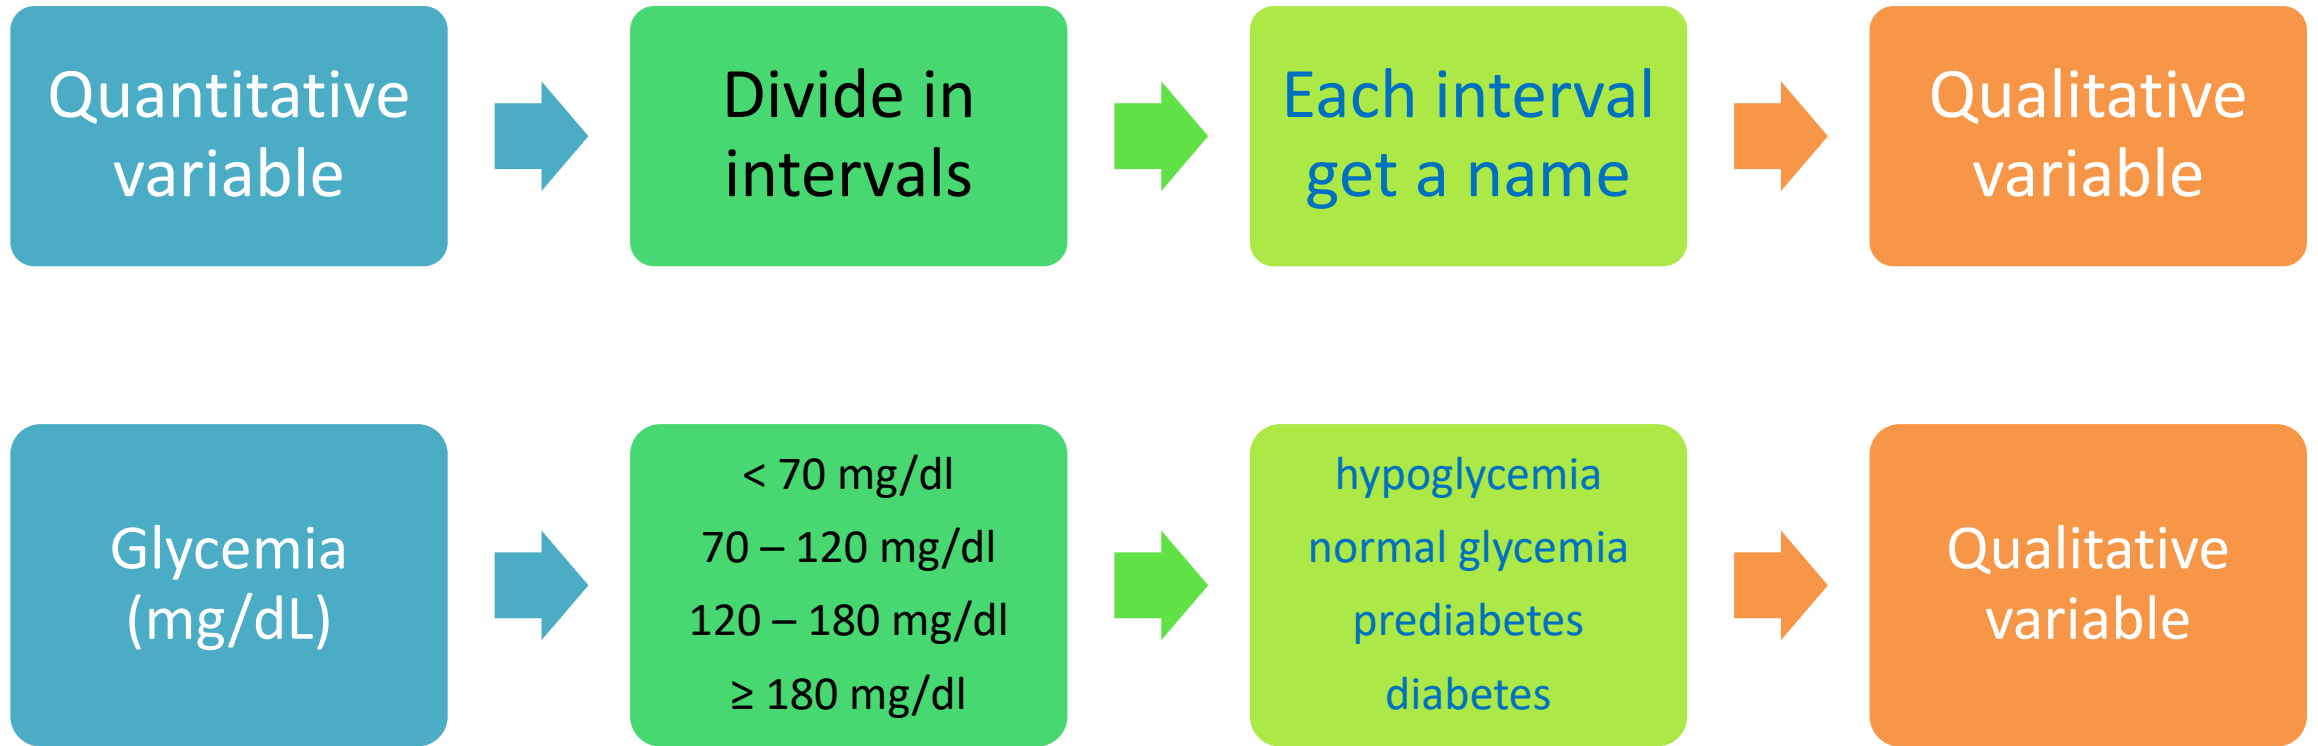 Quantitative
variable
Divide in
intervals
Each interval
get a name
Qualitative
variable
Glycemia
(mg/dL)
< 70 mg/dl
70 – 120 mg/dl
120 – 180 mg/dl
≥ 180 mg/dl
hypoglycemia
normal glycemia
prediabetes
diabetes
Qualitative
variable